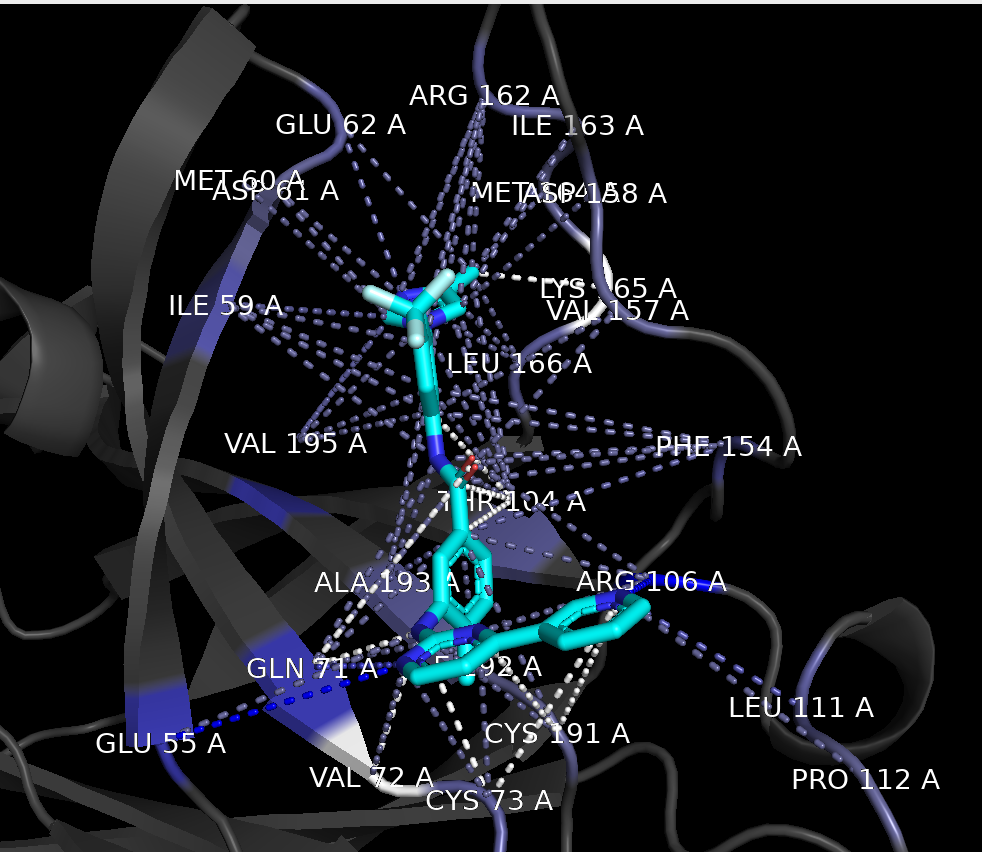 ARG 162 A
GLU 62 A
ILE 163 A
MET 60 A
ASP 61 A
ASP 158 A
LYS 165 A
ILE 59 A
VAL 157 A
LEU 166 A
VAL 195 A
PHE 154 A
THR 104 A
ALA 193 A
ARG 106 A
GLN 71 A
92 A
LEU 111 A
CYS 191 A
GLU 55 A
VAL 72 A
PRO 112 A
CYS 73 A